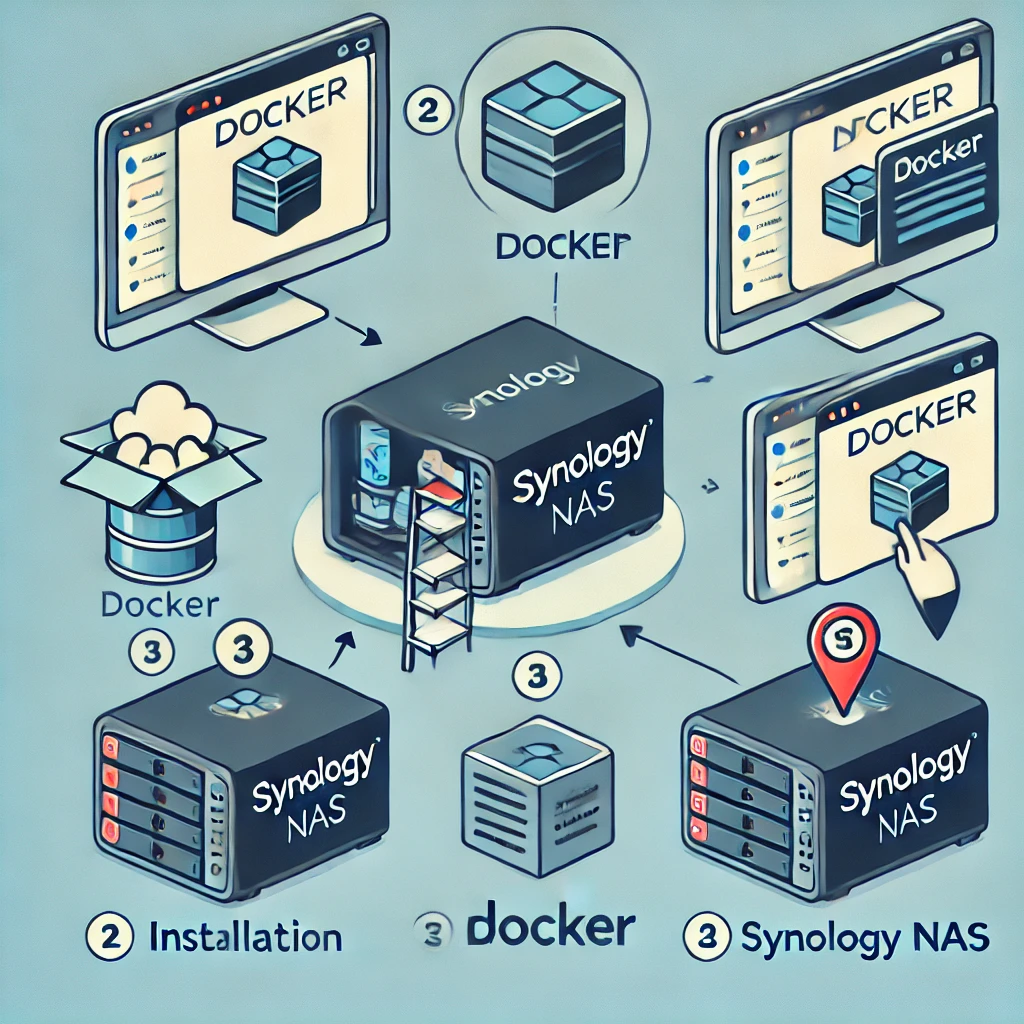 DOCKER
2
DOCKER
Docker
Synology
Synology
NAS
DOCKER
Docker
3
3
3
5
Synology
NAS
Synology
NAS
2 Installation
3 docker
3 Synology NAS